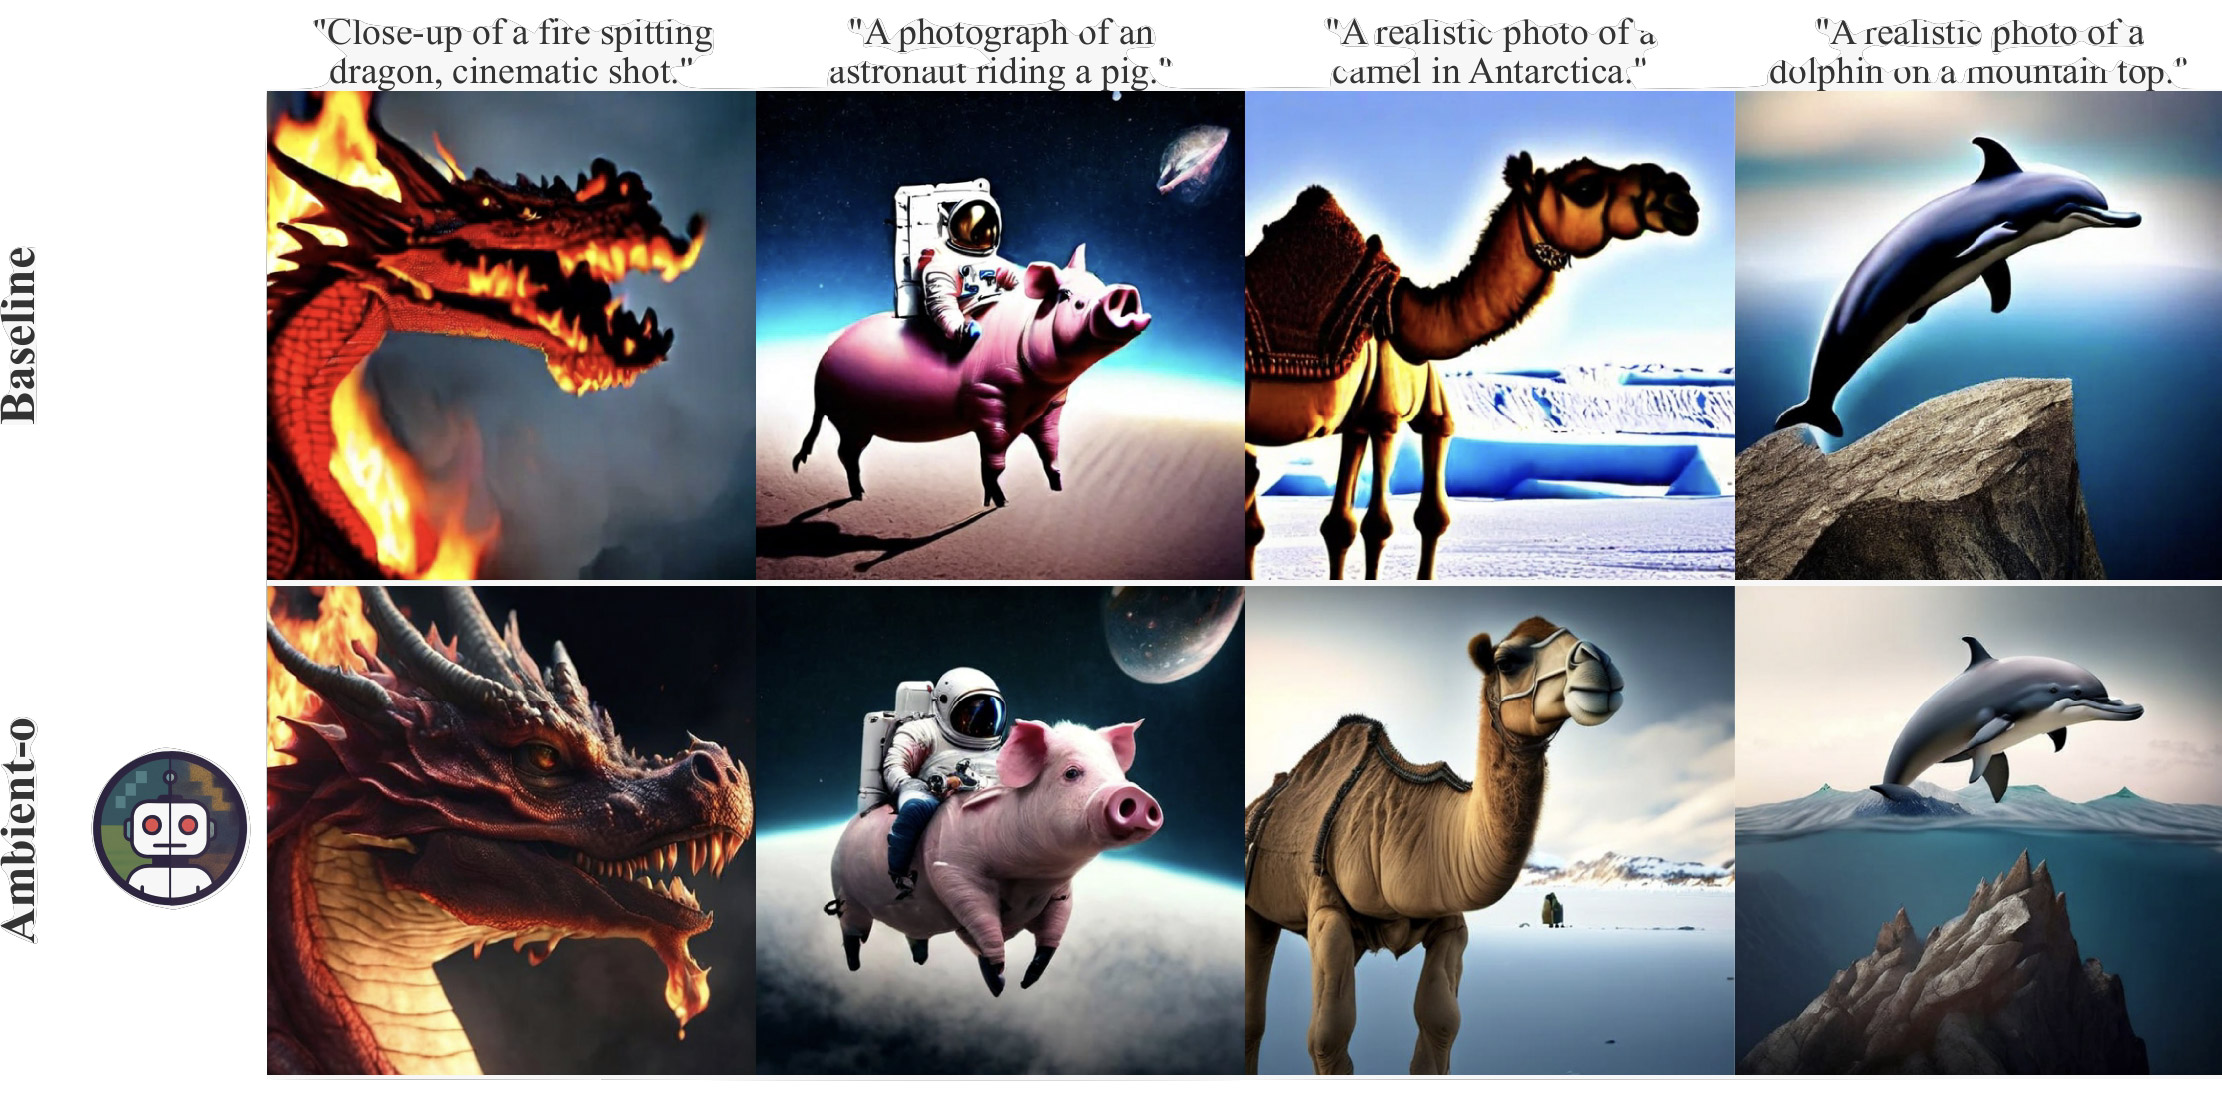 "Close-up of a fire spitting
dragon, cinematic shot."
"A photograph of an
astronaut riding a pig."
"A realistic photo of a
camel in Antarctica."
"A realistic photo of a
dolphin on a mountain top."
Baseline
Ambient-o